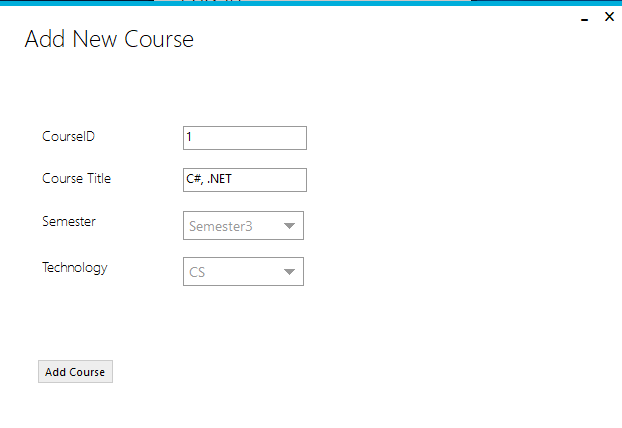 Add New Course
CourseID 1
Course Title C#, .NET
Semester Semester3
Technology CS
Add Course